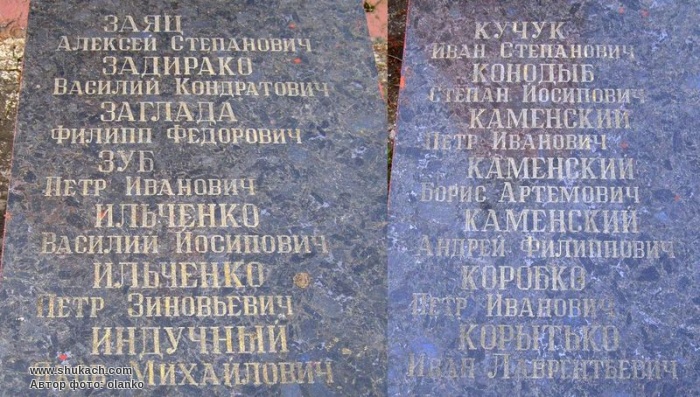 ЗАЯЦ
АЛЕКСЕЙ СТЕПАНОВИЧ
ЗАДИРАКО
ВАСИЛИЙ КОНДРАТОВИЧ
ЗАГЛАДА
ФИЛИПП ФЕДОРОВИЧ
ЗУБ
ПЕТР ИВАНОВИЧ
ИЛЬЧЕНКО
ВАСИЛИЙ ЙОСИПОВИЧ
ИЛЬЧЕНКО
ПЕТР ЗИНОВЬЕВИЧ
ИНДУЧНЫЙ
МИХАЙЛОВИЧ
www.shukach.com
Автор фото olanko
КУЧУК
ИВАН СТЕПАНОВИЧ
КОНОДЫБ
СТЕПАН ЙОСИПОВИЧ
КАМЕНСКИЙ
ПЕТР ИВАНОВИЧ
КАМЕНСКИЙ
БОРИС АРТЕМОВИЧ
КАМЕНСКИЙ
АНДРЕЙ ФИЛИППОВИЧ
КОРОБКО
ПЕТР ИВАНОВИЧ
КОРЫТЬКО
ИВАН ЛАВРЕНТЬЕВИЧ